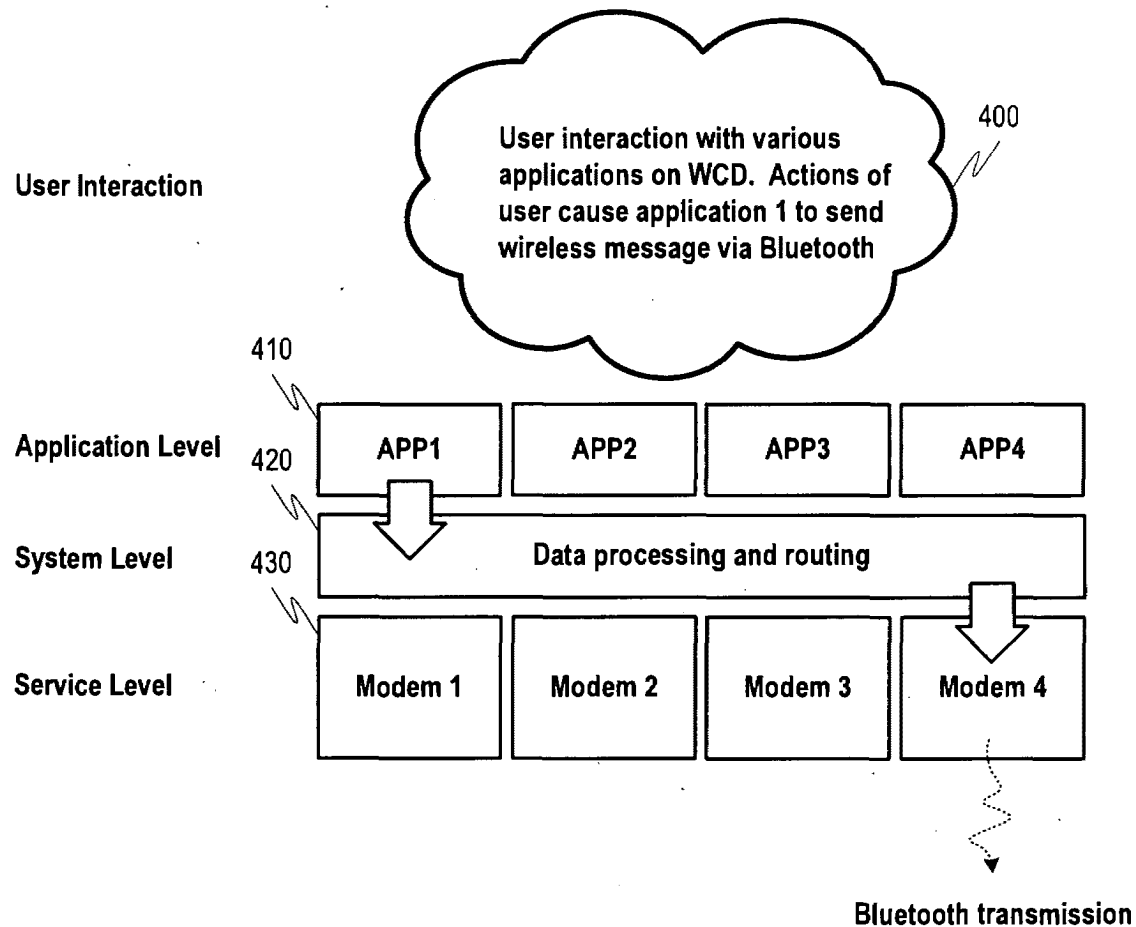 User interaction with various
applications on WCD. Actions of
user cause application 1 to send
wireless message via Bluetooth
400
User Interaction
410
Application Level
APP1
APP2
APP3
APP4
420
System Level
Data processing and routing
430
Service Level
Modem 1
Modem 2
Modem 3
Modem 4
Bluetooth transmission